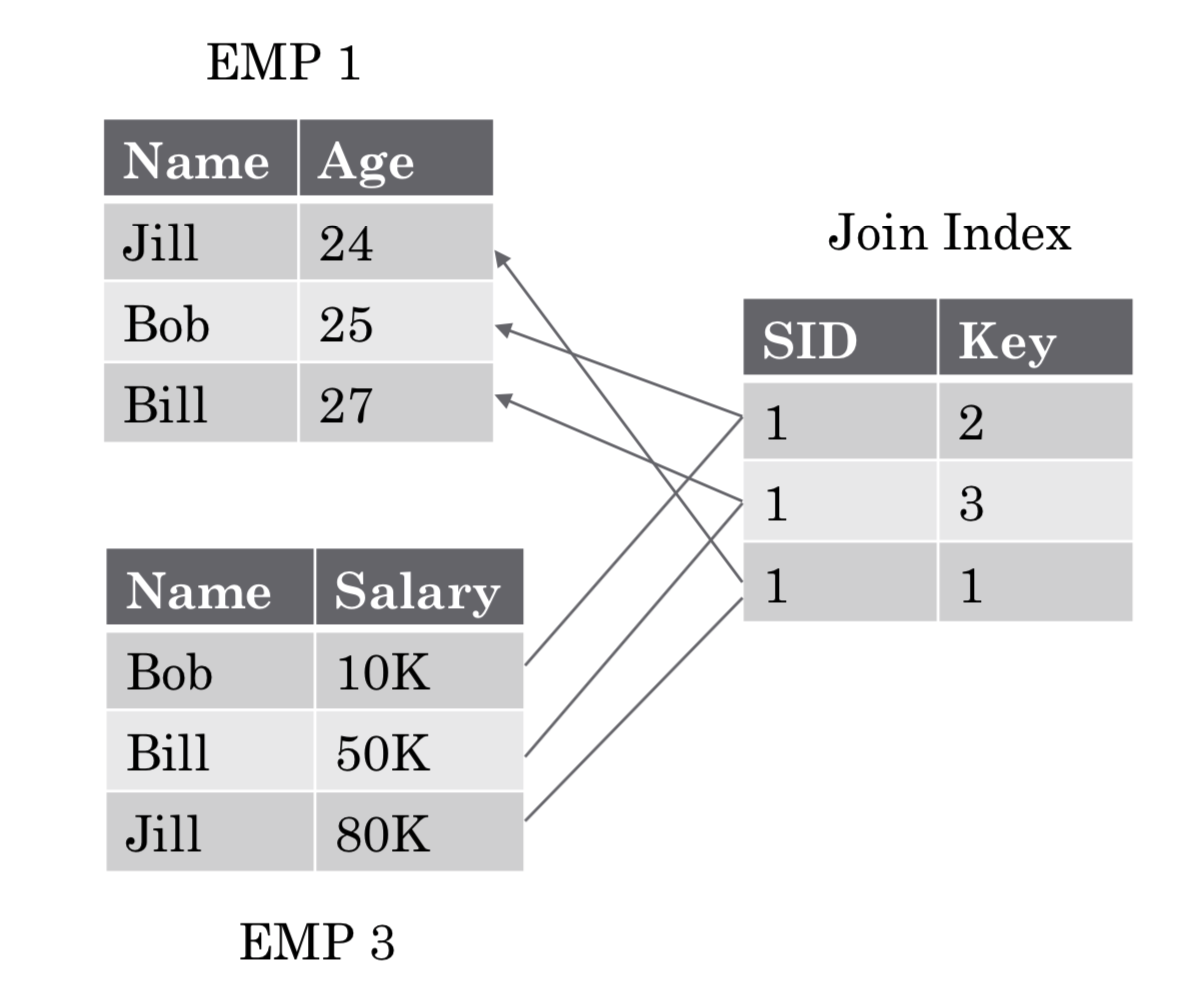 EMP 1
Name Age
Jill 24
Bob 25
Bill 27
Join Index
SID Key
1 2
1 3
1 1
Name Salary
Bob 10K
Bill 50K
Jill 80K
EMP 3